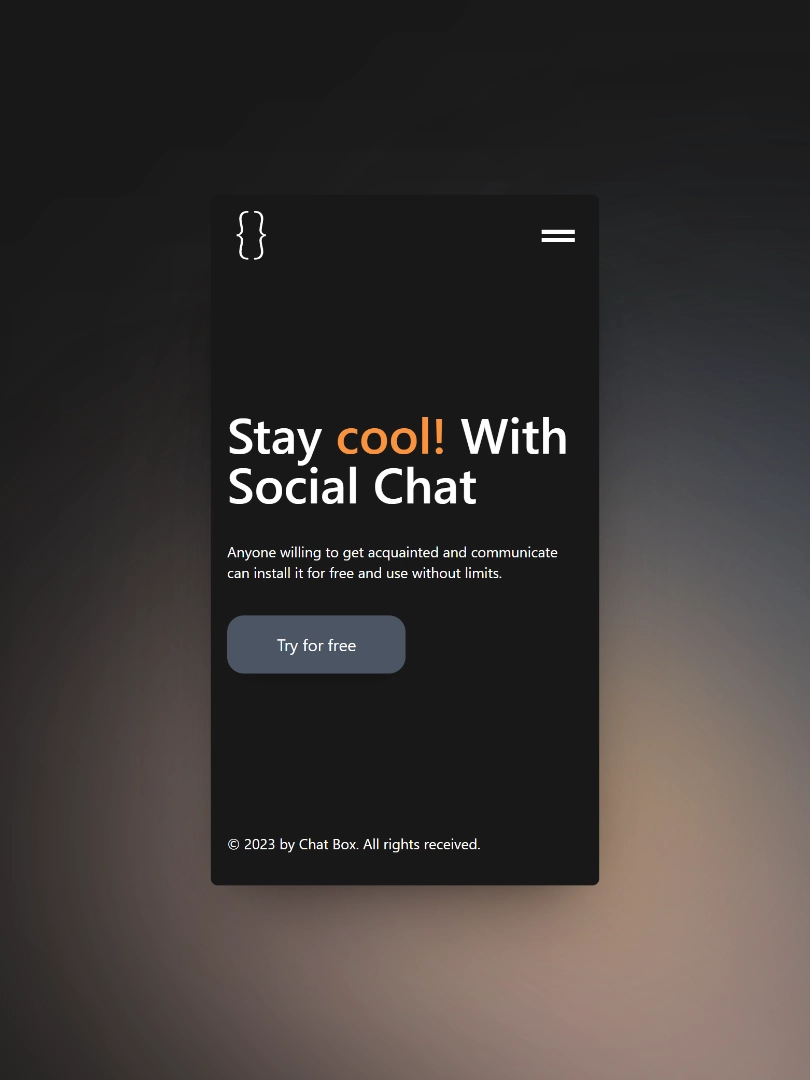 {}
Stay cool! With
Social Chat
Anyone willing to get acquainted and communicate
can install it for free and use without limits.
Try for free
© 2023 by Chat Box. All rights received.